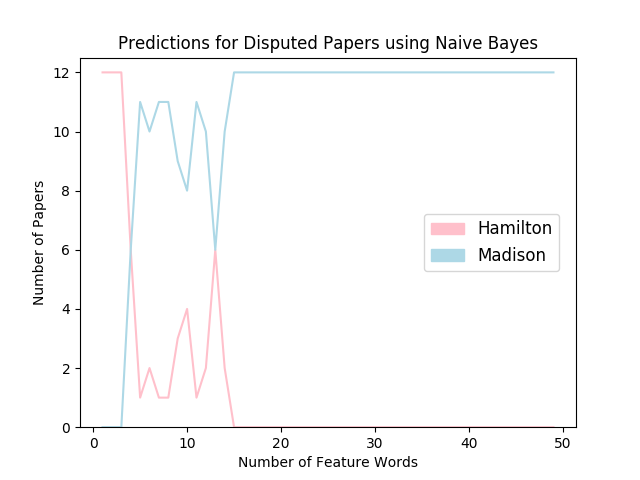 Predictions for Disputed Papers using Naive Bayes
12
10
8
6
4
2
0
Number of Papers
Hamilton
Madison
0 10 20 30 40 50
Number of Feature Words